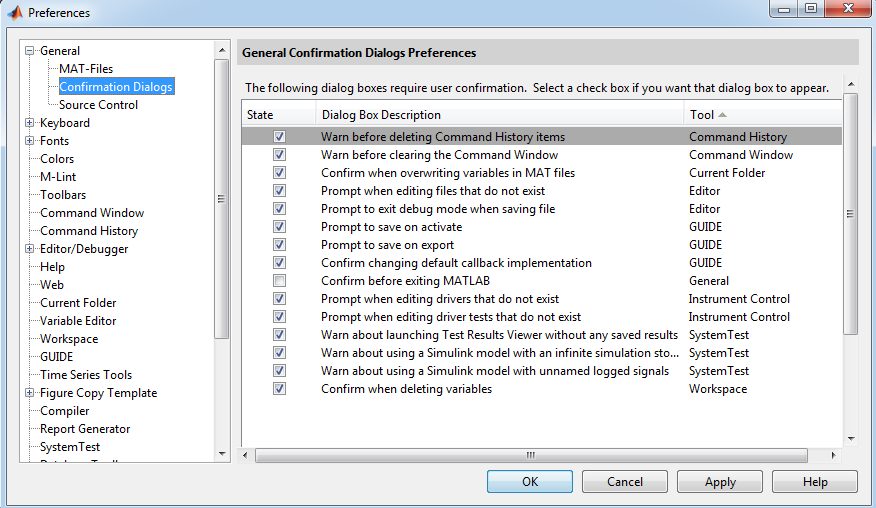 Preferences
General
MAT-Files
Confirmation Dialogs
Source Control
Keyboard
Fonts
Colors
M-Lint
Toolbars
Command Window
Command History
Editor/Debugger
Help
Web
Current Folder
Variable Editor
Workspace
GUIDE
Time Series Tools
Figure Copy Template
Compiler
Report Generator
SystemTest
General Confirmation Dialogs Preferences
The following dialog boxes require user confirmation.  Select a check box if you want that dialog box to appear.
State Dialog Box Description Tool
Warn before deleting Command History items Command History
Warn before clearing the Command Window Command Window
Confirm when overwriting variables in MAT files Current Folder
Prompt when editing files that do not exist Editor
Prompt to exit debug mode when saving file Editor
Prompt to save on activate GUIDE
Prompt to save on export GUIDE
Confirm changing default callback implementation GUIDE
Confirm before exiting MATLAB General
Prompt when editing drivers that do not exist Instrument Control
Prompt when editing driver tests that do not exist Instrument Control
Warn about launching Test Results Viewer without any saved results SystemTest
Warn about using a Simulink model with an infinite simulation sto... SystemTest
Warn about using a Simulink model with unnamed logged signals SystemTest
Confirm when deleting variables Workspace
OK Cancel Apply Help